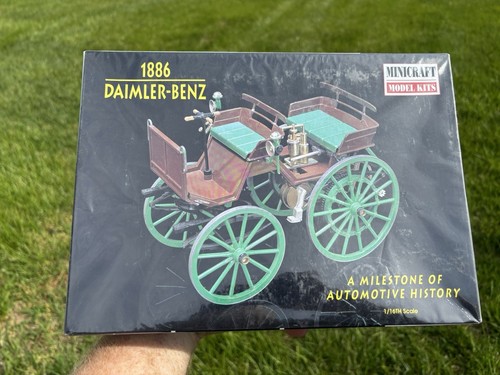 1886
DAIMLER-BENZ
MINICRAFT
MODEL KITS
A MILESTONE OF
AUTOMOTIVE HISTORY
1/16TH Scale